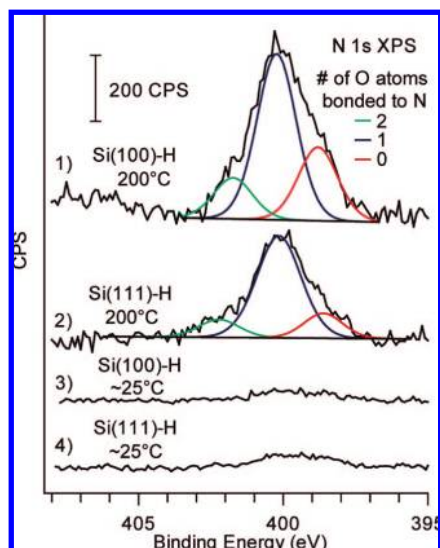 N 1s XPS
# of O atoms
bonded to N
2
1
0
200 CPS
1) Si(100)-H
200°C
CPS
2) Si(111)-H
200°C
3) Si(100)-H
~25°C
4) Si(111)-H
~25°C
405 400 395
Binding Energy (eV)